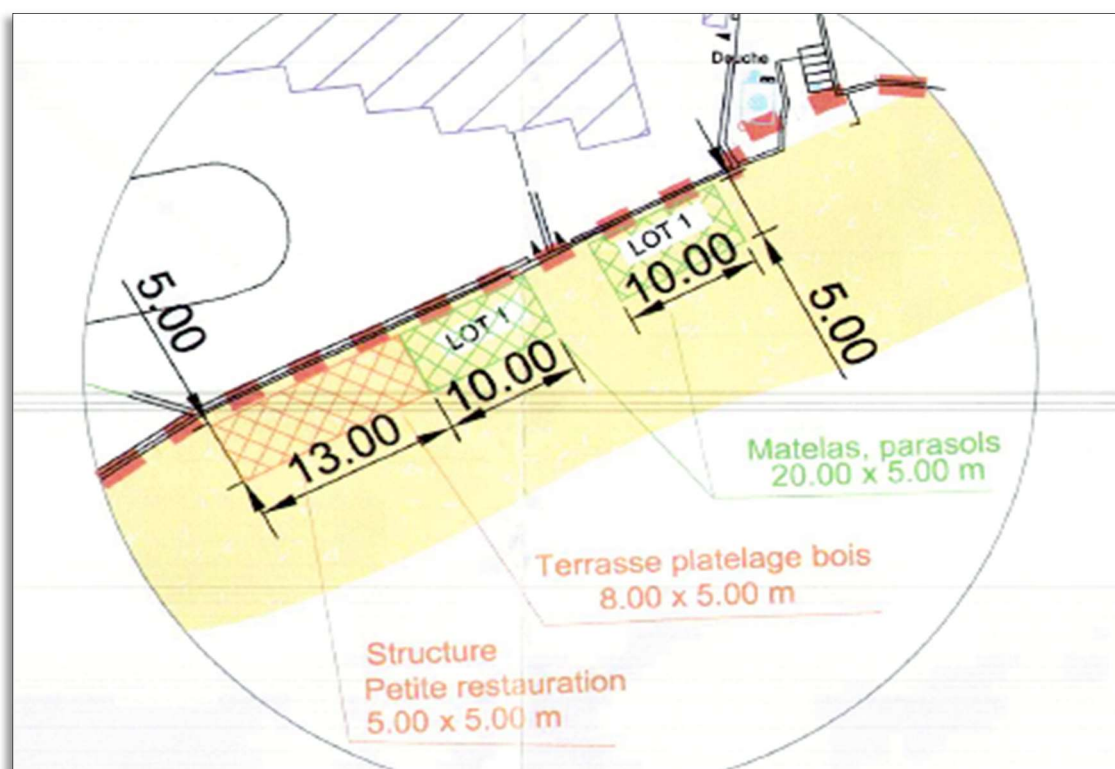 Douche
LOT 1
10.00
5.00
5.00
LOT 1
10.00
13.00
Matelas, parasols
20.00 x 5.00 m
Terrasse platelage bois
8.00 x 5.00 m
Structure
Petite restauration
5.00 x 5.00 m